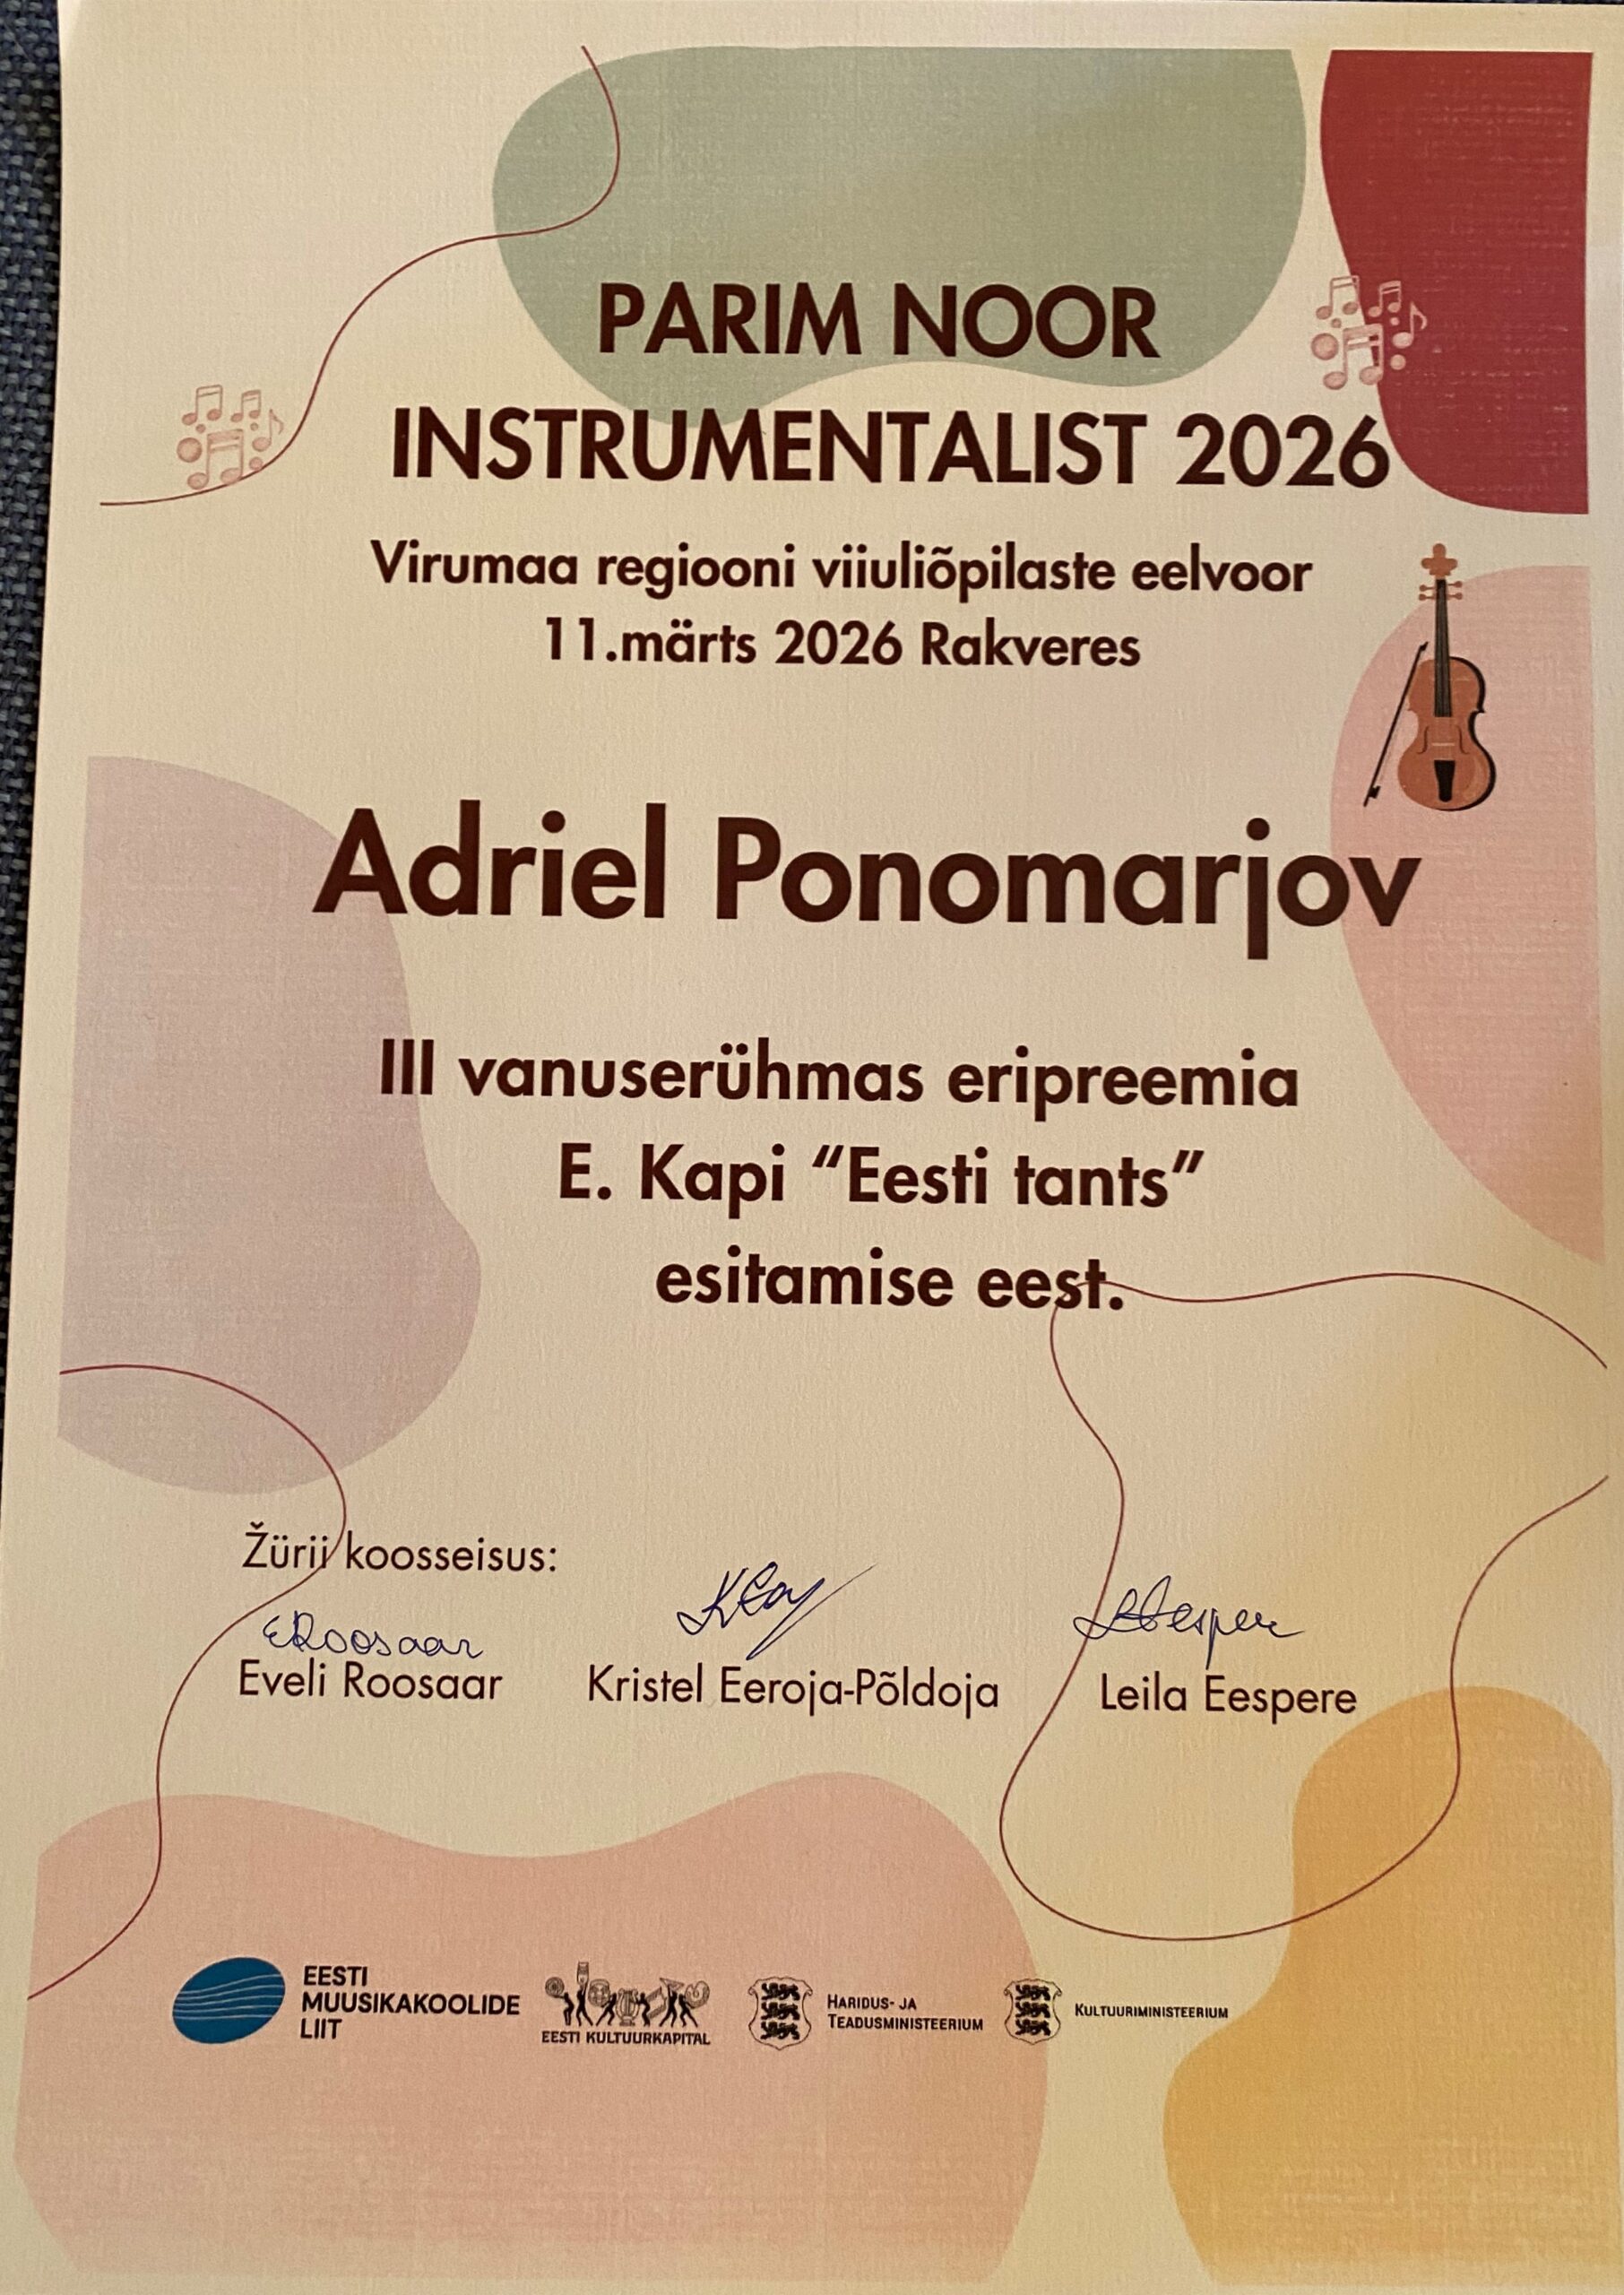 PARIM NOOR
INSTRUMENTALIST 2026
Virumaa regiooni viiuliõpilaste eelvoor
11.märts 2026 Rakveres
Adriel Ponomarjov
III vanuserühmas eripreemia
E. Kapi “Eesti tants”
esitamise eest.
Žürii koosseisus:
ERoosaar
LEespere
Eveli Roosaar
Kristel Eeroja-Põldoja
Leila Eespere
EESTI
MUUSIKAKOOLIDE
LIIT
EESTI KULTUURKAPITAL
HARIDUS- JA
TEADUSMINISTEERIUM
KULTUURIMINISTEERIUM